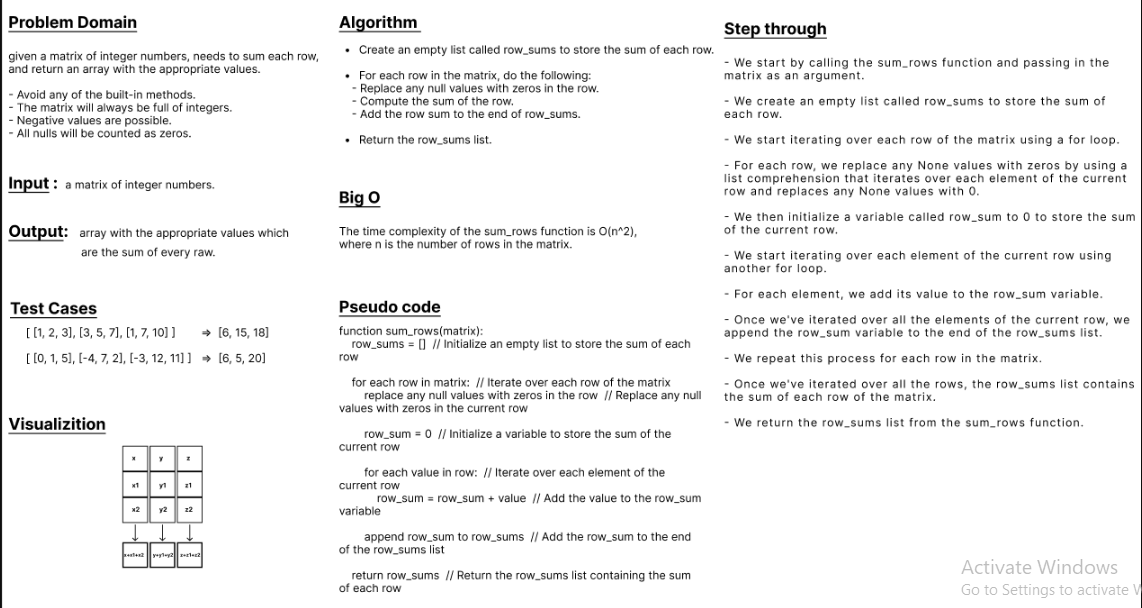 Problem Domain
given a matrix of integer numbers, needs to sum each row,
and return an array with the appropriate values.
- Avoid any of the built-in methods.
- The matrix will always be full of integers.
- Negative values are possible.
- All nulls will be counted as zeros.
Input : a matrix of integer numbers.
Output: array with the appropriate values which
are the sum of every raw.
Test Cases
[ [1, 2, 3], [3, 5, 7], [1, 7, 10] ] ⇒ [6, 15, 18]
[ [0, 1, 5], [-4, 7, 2], [-3, 12, 11] ] ⇒ [6, 5, 20]
Visualizition
x y z
x1 y1 z1
x2 y2 z2
x+x1+x2 y+y1+y2 z+z1+z2
Algorithm
• Create an empty list called row_sums to store the sum of each row.
• For each row in the matrix, do the following:
- Replace any null values with zeros in the row.
- Compute the sum of the row.
- Add the row sum to the end of row_sums.
• Return the row_sums list.
Big O
The time complexity of the sum_rows function is O(n^2),
where n is the number of rows in the matrix.
Pseudo code
function sum_rows(matrix):
row_sums = [] // Initialize an empty list to store the sum of each
row
for each row in matrix: // Iterate over each row of the matrix
replace any null values with zeros in the row // Replace any null
values with zeros in the current row
row_sum = 0 // Initialize a variable to store the sum of the
current row
for each value in row: // Iterate over each element of the
current row
row_sum = row_sum + value // Add the value to the row_sum
variable
append row_sum to row_sums // Add the row_sum to the end
of the row_sums list
return row_sums // Return the row_sums list containing the sum
of each row
Step through
- We start by calling the sum_rows function and passing in the
matrix as an argument.
- We create an empty list called row_sums to store the sum of
each row.
- We start iterating over each row of the matrix using a for loop.
- For each row, we replace any None values with zeros by using a
list comprehension that iterates over each element of the current
row and replaces any None values with 0.
- We then initialize a variable called row_sum to 0 to store the sum
of the current row.
- We start iterating over each element of the current row using
another for loop.
- For each element, we add its value to the row_sum variable.
- Once we've iterated over all the elements of the current row, we
append the row_sum variable to the end of the row_sums list.
- We repeat this process for each row in the matrix.
- Once we've iterated over all the rows, the row_sums list contains
the sum of each row of the matrix.
- We return the row_sums list from the sum_rows function.
Activate Windows
Go to Settings to activate W